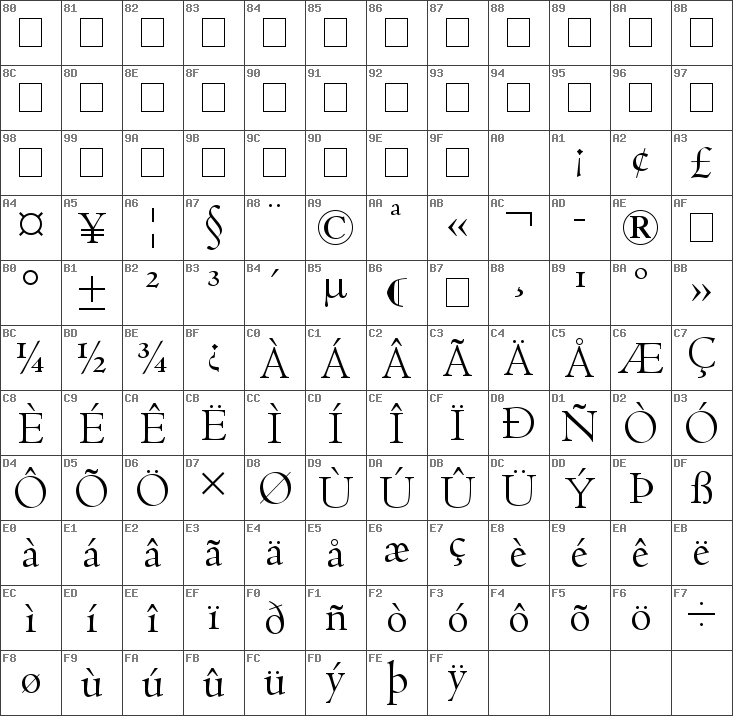 80 81 82 83 84 85 86 87 88 89 8A 8B
8C 8D 8E 8F 90 91 92 93 94 95 96 97
98 99 9A 9B 9C 9D 9E 9F A0 A1 A2 A3
¡ ¢ £
A4 A5 A6 A7 A8 A9 AA AB AC AD AE AF
¤ ¥ ¦ § ¨ © ª « ¬ - ®
B0 B1 B2 B3 B4 B5 B6 B7 B8 B9 BA BB
° ± ² ³ ´ µ ¶ ¸ ¹ º »
BC BD BE BF C0 C1 C2 C3 C4 C5 C6 C7
¼ ½ ¾ ¿ À Á Â Ã Ä Å Æ Ç
C8 C9 CA CB CC CD CE CF D0 D1 D2 D3
È É Ê Ë Ì Í Î Ï Ð Ñ Ò Ó
D4 D5 D6 D7 D8 D9 DA DB DC DD DE DF
Ô Õ Ö × Ø Ù Ú Û Ü Ý Þ ß
E0 E1 E2 E3 E4 E5 E6 E7 E8 E9 EA EB
à á â ã ä å æ ç è é ê ë
EC ED EE EF F0 F1 F2 F3 F4 F5 F6 F7
ì í î ï ð ñ ò ó ô õ ö ÷
F8 F9 FA FB FC FD FE FF
ø ù ú û ü ý þ ÿ